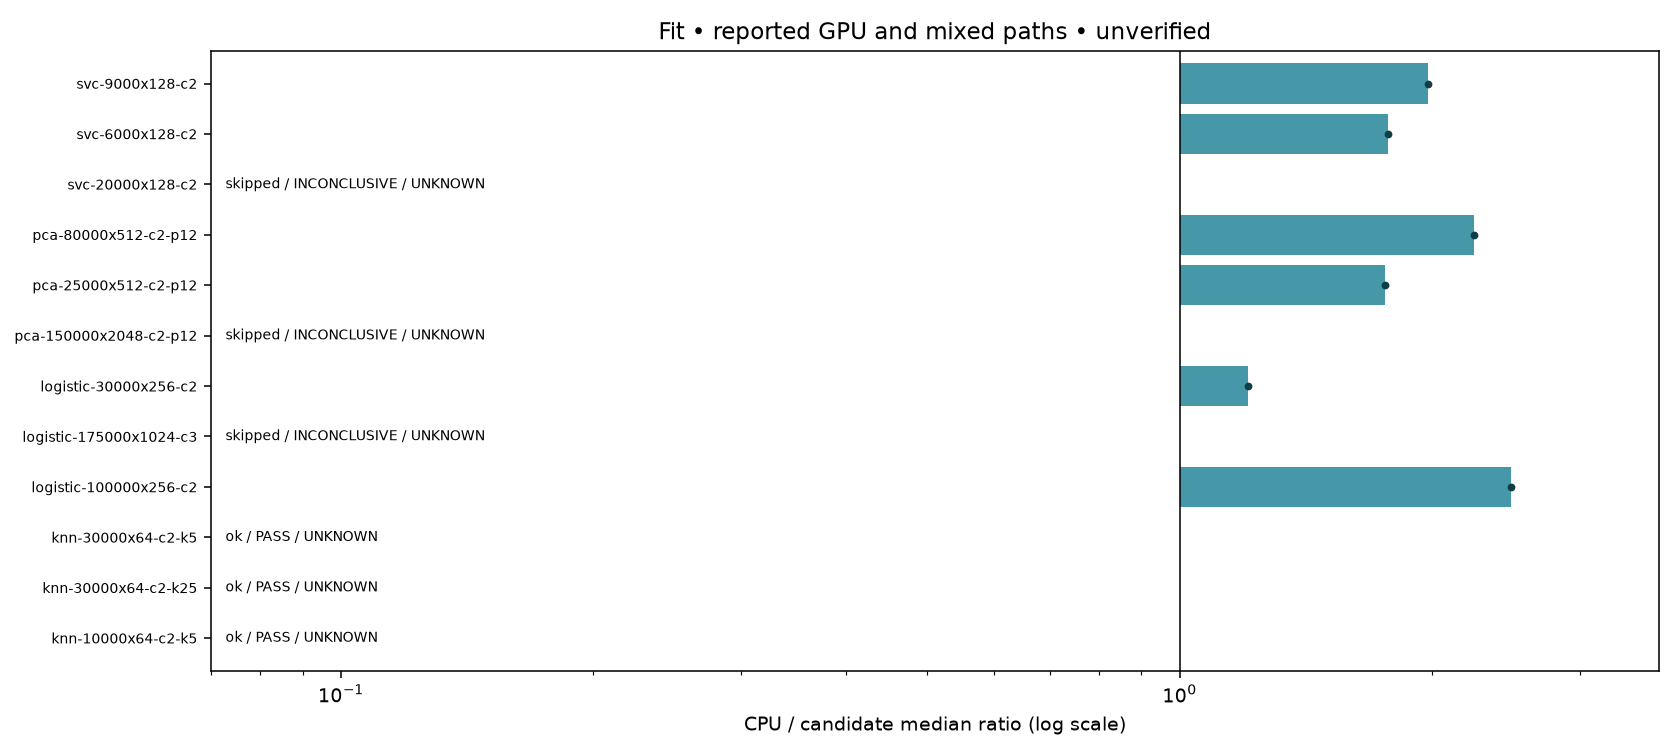 Fit • reported GPU and mixed paths • unverified
svc-9000x128-c2
svc-6000x128-c2
svc-20000x128-c2 skipped / INCONCLUSIVE / UNKNOWN
pca-80000x512-c2-p12
pca-25000x512-c2-p12
pca-150000x2048-c2-p12 skipped / INCONCLUSIVE / UNKNOWN
logistic-30000x256-c2
logistic-175000x1024-c3 skipped / INCONCLUSIVE / UNKNOWN
logistic-100000x256-c2
knn-30000x64-c2-k5 ok / PASS / UNKNOWN
knn-30000x64-c2-k25 ok / PASS / UNKNOWN
knn-10000x64-c2-k5 ok / PASS / UNKNOWN
10⁻¹ 10⁰
CPU / candidate median ratio (log scale)